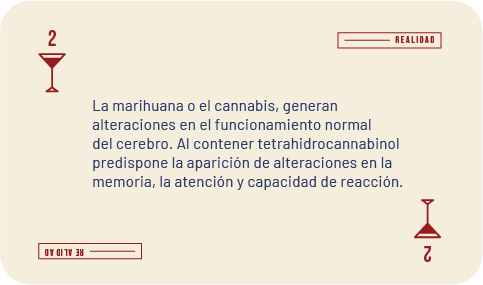 2
REALIDAD
La marihuana o el cannabis, generan
alteraciones en el funcionamiento normal
del cerebro. Al contener tetrahidrocannabinol
predispone la aparición de alteraciones en la
memoria, la atención y capacidad de reacción.
REALIDAD
2